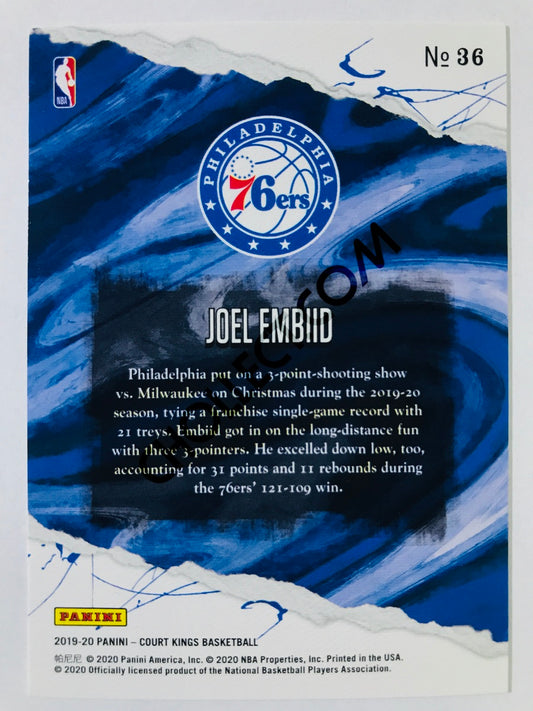 No 36
NBA
PHILADELPHIA
76ers
JOEL EMBIID
Philadelphia put on a 3-point-shooting show
vs. Milwaukee on Christmas during the 2019-20
season, tying a franchise single-game record with
21 treys. Embiid got in on the long-distance fun
with three 3-pointers. He excelled down low, too,
accounting for 31 points and 11 rebounds during
the 76ers' 121-109 win.
PANINI
2019-20 PANINI – COURT KINGS BASKETBALL
帕尼尼 © 2020 Panini America, Inc. © 2020 NBA Properties, Inc. Printed in the USA.
© 2020 Officially licensed product of the National Basketball Players Association.